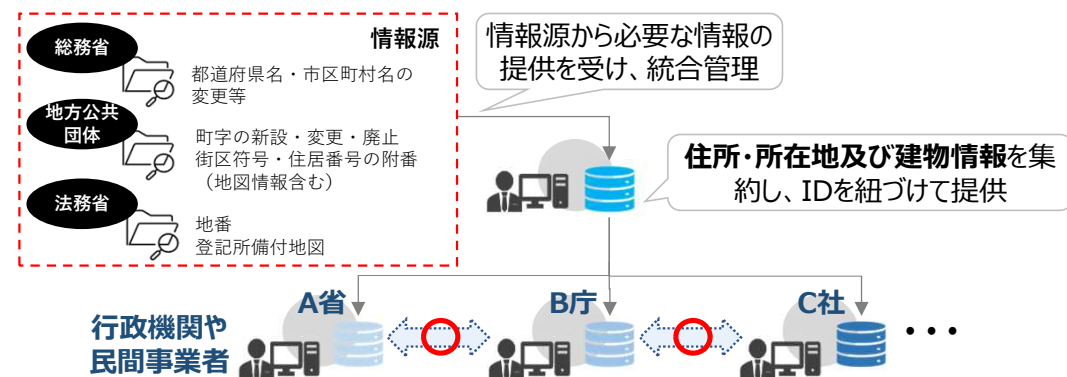 情報源
総務省
都道府県名・市区町村名の
変更等
地方公共
団体
町字の新設・変更・廃止
街区符号・住居番号の附番
（地図情報含む）
法務省
地番
登記所備付地図
情報源から必要な情報の
提供を受け、統合管理
住所・所在地及び建物情報を集
約し、IDを紐づけて提供
行政機関や
民間事業者
A省
B庁
C社
・・・